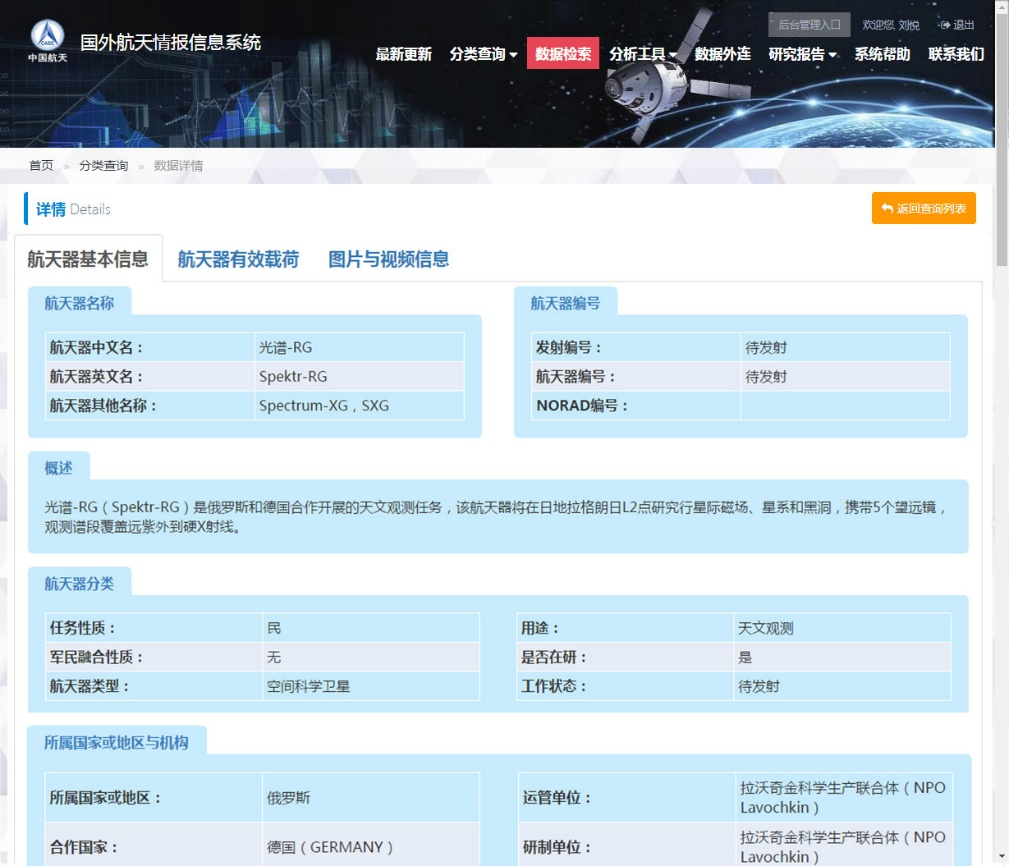 后台管理入口
欢迎您 刘悦
退出
CASC
中国航天
国外航天情报信息系统
最新更新
分类查询
数据检索
分析工具
数据外连
研究报告
系统帮助
联系我们
首页 » 分类查询 » 数据详情
详情 Details
返回查询列表
航天器基本信息
航天器有效载荷
图片与视频信息
航天器名称
航天器中文名： 光谱-RG
航天器英文名： Spektr-RG
航天器其他名称： Spectrum-XG，SXG
航天器编号
发射编号： 待发射
航天器编号： 待发射
NORAD编号：
概述
光谱-RG（Spektr-RG）是俄罗斯和德国合作开展的天文观测任务，该航天器将在日地拉格朗日L2点研究行星际磁场、星系和黑洞，携带5个望远镜，
观测谱段覆盖远紫外到硬X射线。
航天器分类
任务性质： 民
用途： 天文观测
军民融合性质： 无
是否在研： 是
航天器类型： 空间科学卫星
工作状态： 待发射
所属国家或地区与机构
所属国家或地区： 俄罗斯
运管单位： 拉沃奇金科学生产联合体（NPO
Lavochkin）
合作国家： 德国（GERMANY）
研制单位： 拉沃奇金科学生产联合体（NPO
Lavochkin）